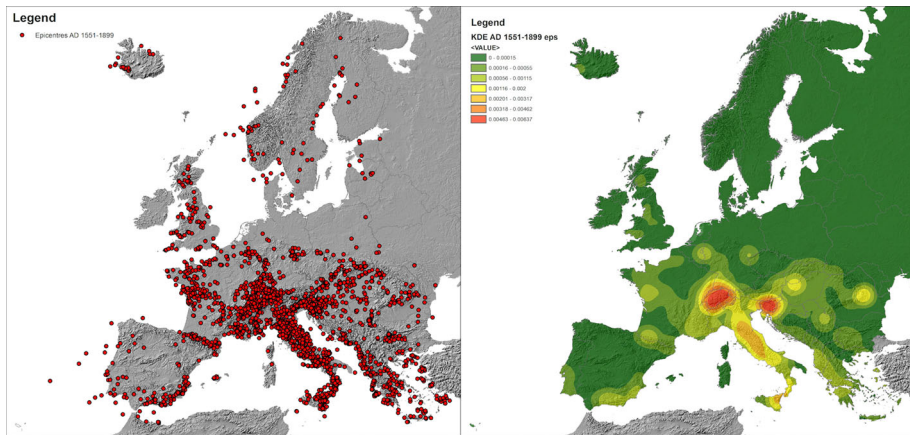 Legend
Epicentres AD 1551-1899
Legend
KDE AD 1551-1899 eps
<VALUE>
0 - 0.00015
0.00016 - 0.00055
0.00056 - 0.00115
0.00116 - 0.002
0.00201 - 0.00317
0.00318 - 0.00462
0.00463 - 0.00637